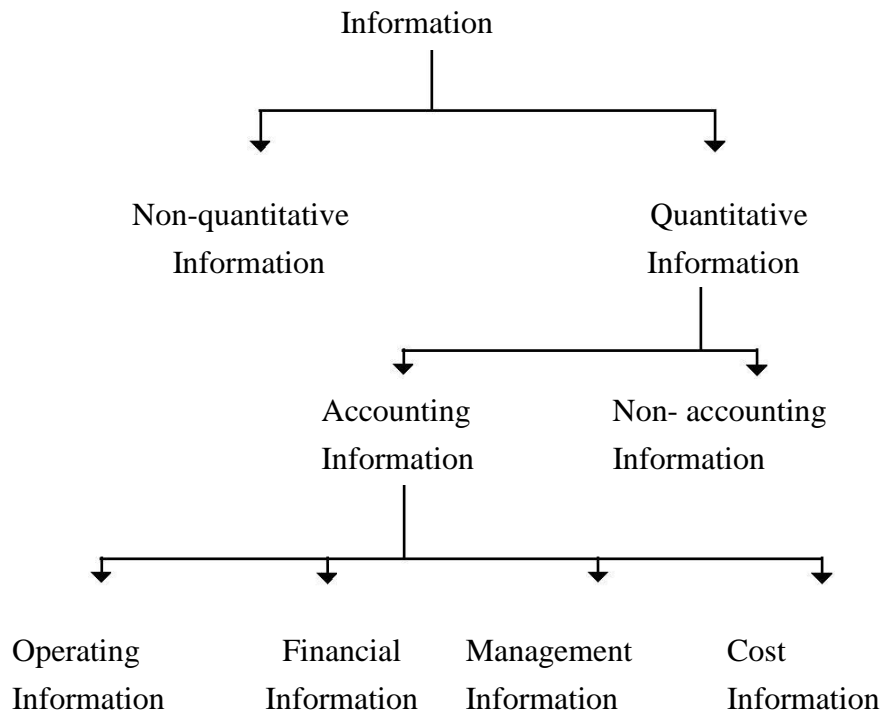 Information
Non-quantitative
Information
Quantitative
Information
Accounting
Information
Non- accounting
Information
Operating
Information
Financial
Information
Management
Information
Cost
Information